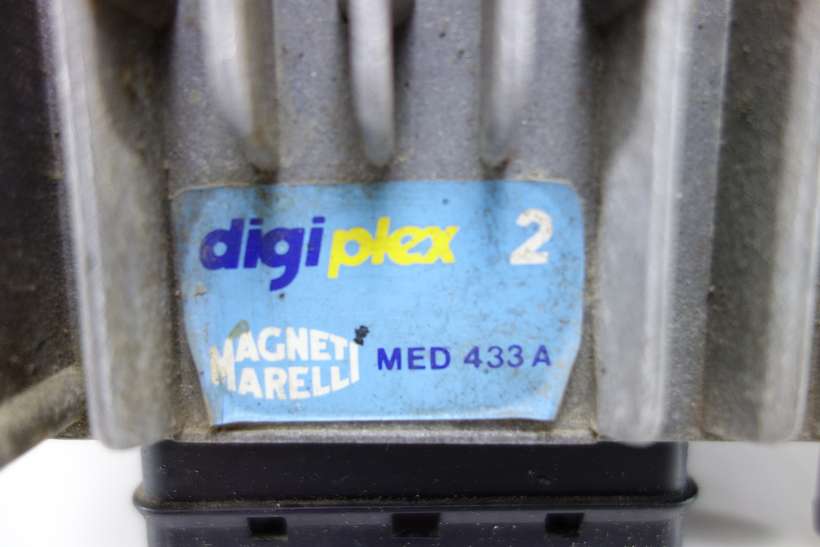 digiplex 2
MAGNETI
MARELLI
MED 433 A